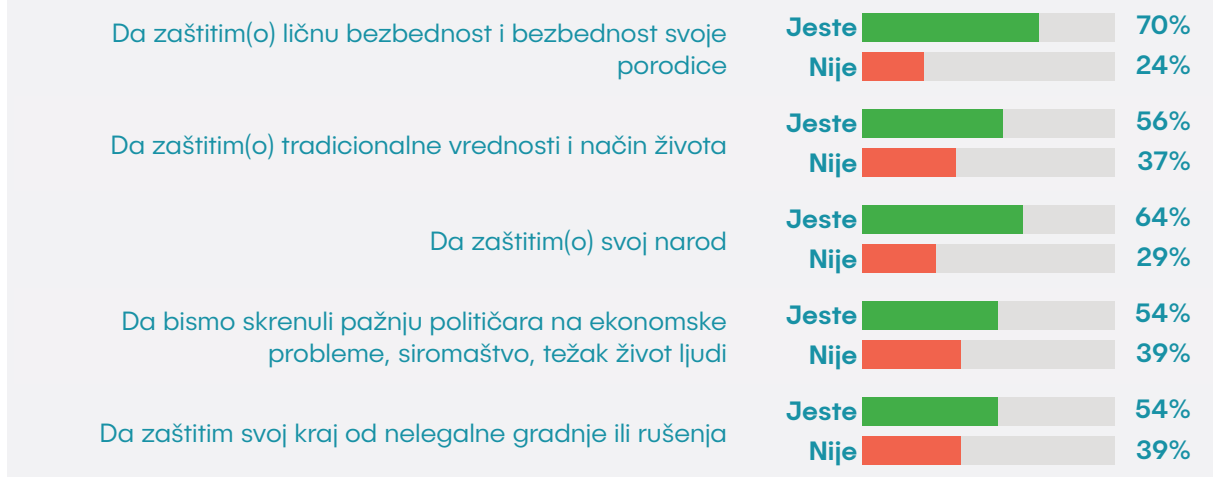 Da zaštitim(o) ličnu bezbednost i bezbednost svoje
porodice
Jeste 70%
Nije 24%
Da zaštitim(o) tradicionalne vrednosti i način života
Jeste 56%
Nije 37%
Da zaštitim(o) svoj narod
Jeste 64%
Nije 29%
Da bismo skrenuli pažnju političara na ekonomske
probleme, siromaštvo, težak život ljudi
Jeste 54%
Nije 39%
Da zaštitim svoj kraj od nelegalne gradnje ili rušenja
Jeste 54%
Nije 39%